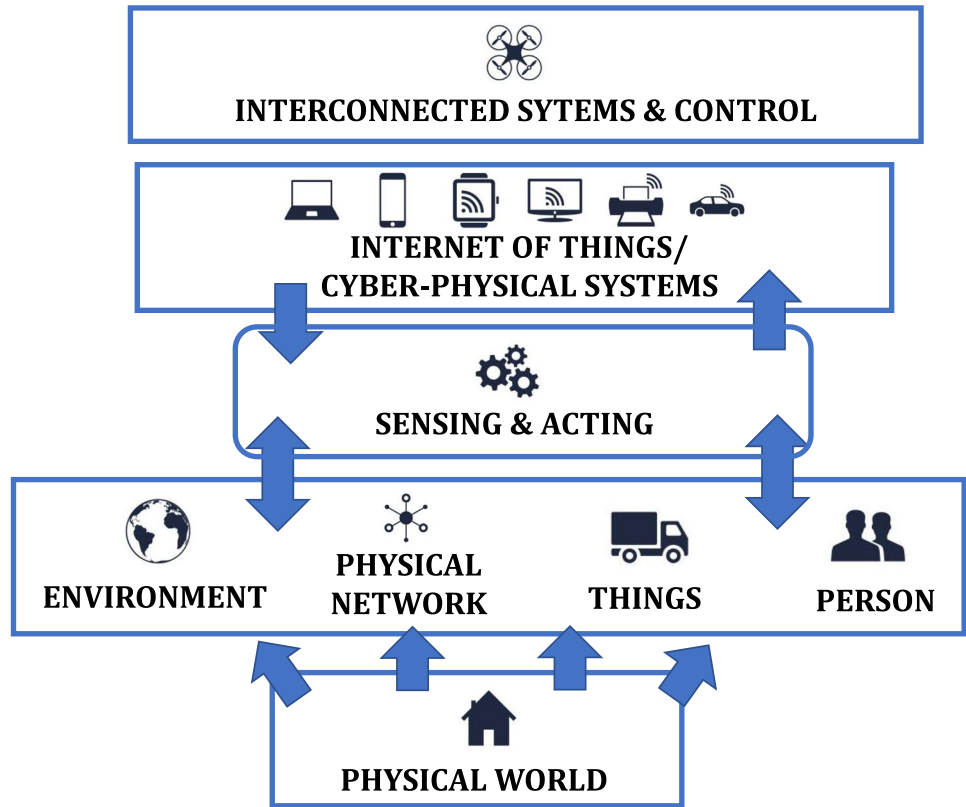 INTERCONNECTED SYTEMS & CONTROL
INTERNET OF THINGS/
CYBER-PHYSICAL SYSTEMS
SENSING & ACTING
ENVIRONMENT
PHYSICAL
NETWORK
THINGS
PERSON
PHYSICAL WORLD